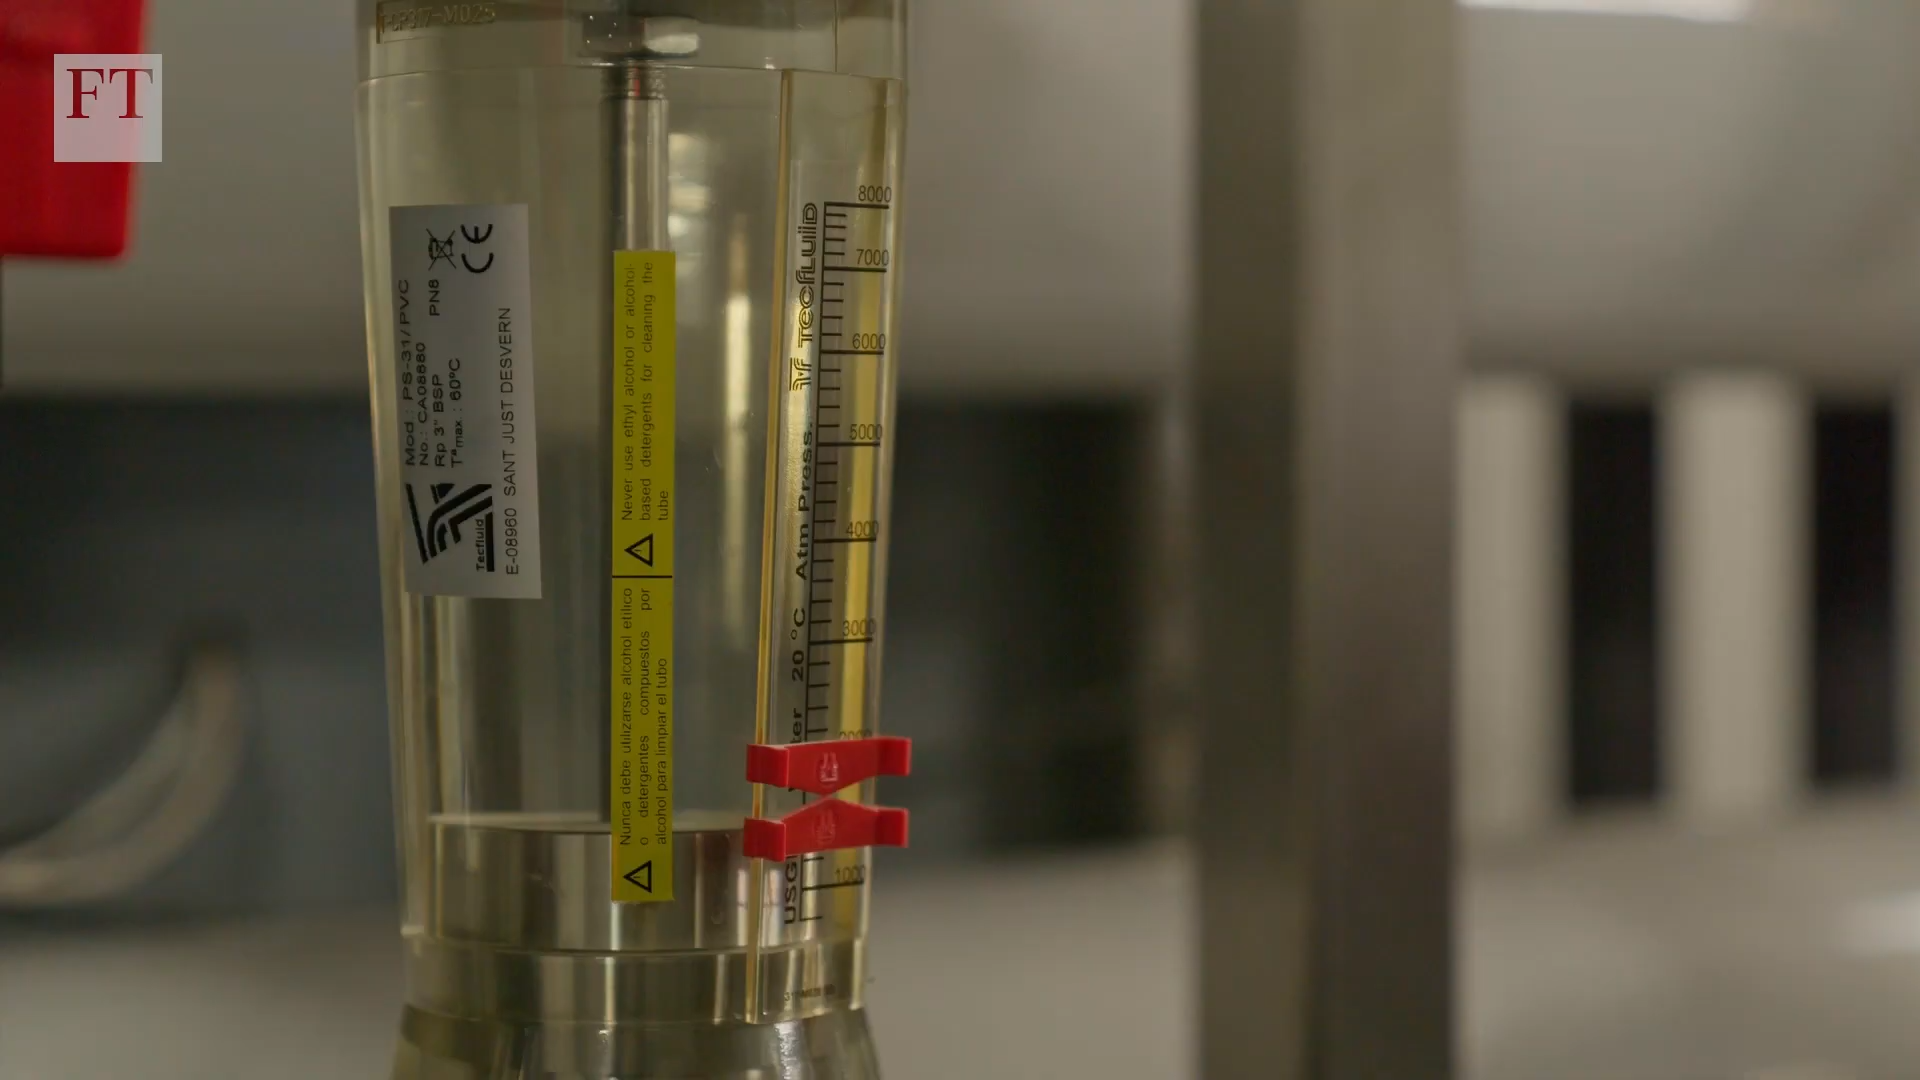 FT
Mod.: PS-31/PVC
No.: CA08880
Rp 3" BSP PN8
Tªmax.: 60ºC
CE
Tecfluid
E-08960 SANT JUST DESVERN
Never use ethyl alcohol or alcohol-
based detergents for cleaning the
tube
Nunca debe utilizarse alcohol etílico
o detergentes compuestos por
alcohol para limpiar el tubo
TECFLUID
20 °C Atm Press.
8000
7000
6000
5000
4000
3000
2000
1000